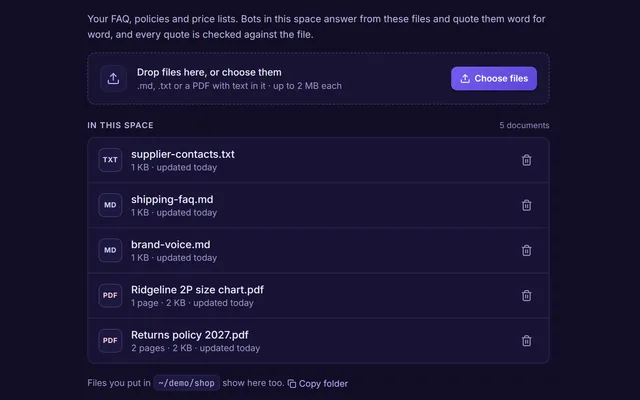 Your FAQ, policies and price lists. Bots in this space answer from these files and quote them word for
word, and every quote is checked against the file.
Drop files here, or choose them
.md, .txt or a PDF with text in it · up to 2 MB each
Choose files
IN THIS SPACE
5 documents
TXT
supplier-contacts.txt
1 KB · updated today
MD
shipping-faq.md
1 KB · updated today
MD
brand-voice.md
1 KB · updated today
PDF
Ridgeline 2P size chart.pdf
1 page · 2 KB · updated today
PDF
Returns policy 2027.pdf
2 pages · 2 KB · updated today
Files you put in ~/demo/shop show here too. Copy folder